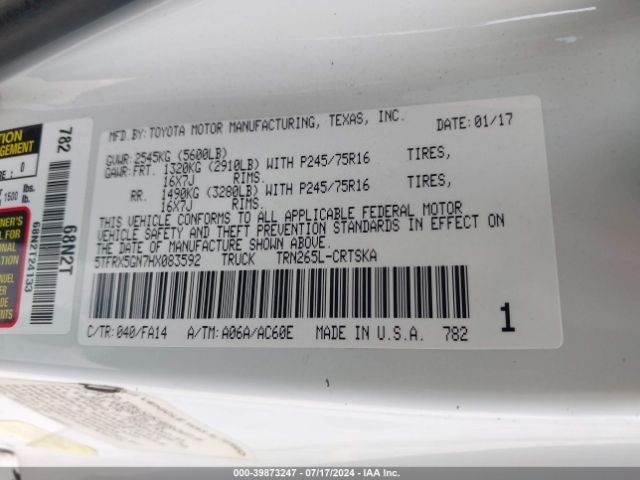 MFD. BY: TOYOTA MOTOR MANUFACTURING, TEXAS, INC. DATE: 01/17
GVWR: 2545KG (5600LB)
GAWR: FRT. 1320KG (2910LB) WITH P245/75R16 TIRES,
16X7J RIMS.
RR. 1490KG (3280LB) WITH P245/75R16 TIRES,
16X7J RIMS.
THIS VEHICLE CONFORMS TO ALL APPLICABLE FEDERAL MOTOR
VEHICLE SAFETY AND THEFT PREVENTION STANDARDS IN EFFECT ON
THE DATE OF MANUFACTURE SHOWN ABOVE.
5TFRX5GN7HX083592 TRUCK TRN265L-CRTSKA
C/TR: 040/FA14 A/TM: A06A/AC60E MADE IN U.S.A. 782
1
782
68N2T
68N2124133
: 0
1500 lbs.
000-39873247 - 07/17/2024 - IAA Inc.